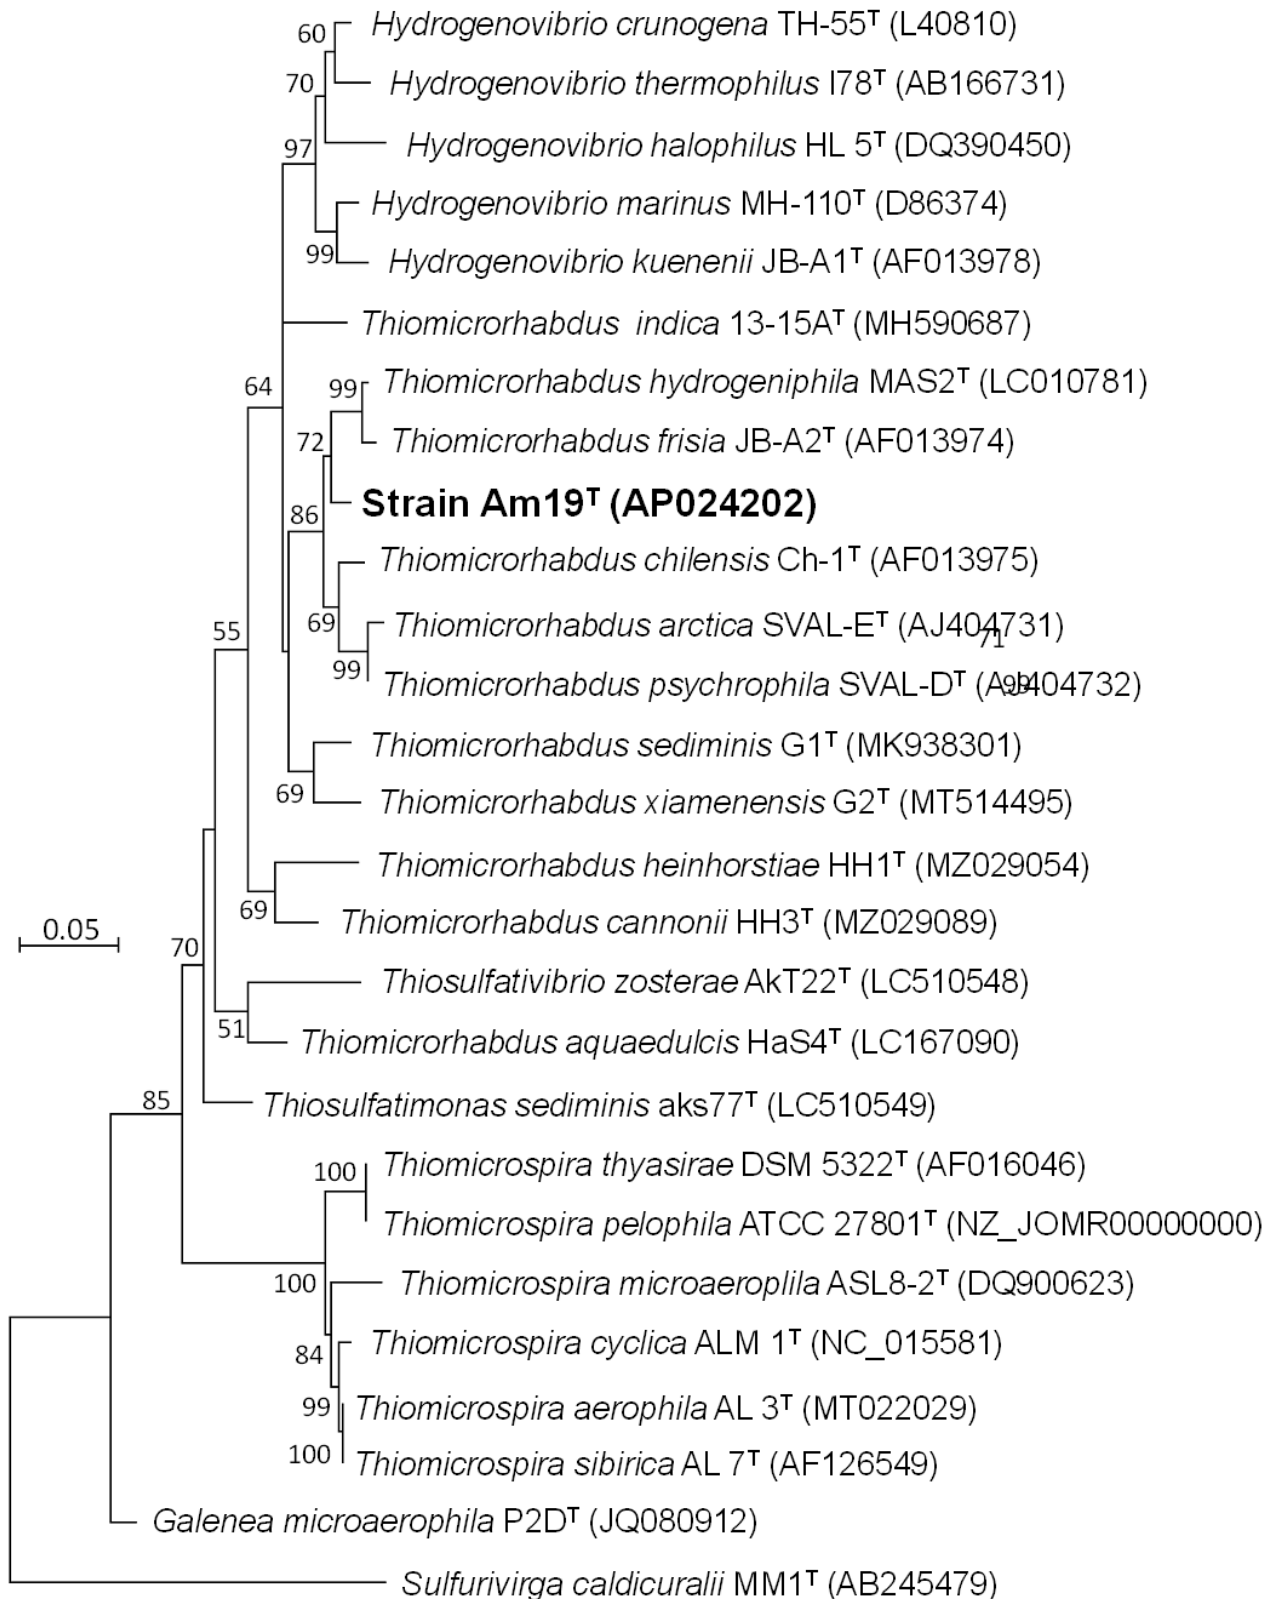 60
Hydrogenovibrio crunogena TH-55ᵀ (L40810)
70
Hydrogenovibrio thermophilus I78ᵀ (AB166731)
97
Hydrogenovibrio halophilus HL 5ᵀ (DQ390450)
Hydrogenovibrio marinus MH-110ᵀ (D86374)
99
Hydrogenovibrio kuenenii JB-A1ᵀ (AF013978)
Thiomicrorhabdus indica 13-15Aᵀ (MH590687)
64
99
Thiomicrorhabdus hydrogeniphila MAS2ᵀ (LC010781)
72
Thiomicrorhabdus frisia JB-A2ᵀ (AF013974)
86
Strain Am19ᵀ (AP024202)
Thiomicrorhabdus chilensis Ch-1ᵀ (AF013975)
55
69
Thiomicrorhabdus arctica SVAL-Eᵀ (AJ404731)
71
99
Thiomicrorhabdus psychrophila SVAL-Dᵀ (AJ404732)
99
Thiomicrorhabdus sediminis G1ᵀ (MK938301)
69
Thiomicrorhabdus xiamenensis G2ᵀ (MT514495)
Thiomicrorhabdus heinhorstiae HH1ᵀ (MZ029054)
69
Thiomicrorhabdus cannonii HH3ᵀ (MZ029089)
0.05
70
Thiosulfativibrio zosterae AkT22ᵀ (LC510548)
51
Thiomicrorhabdus aquaedulcis HaS4ᵀ (LC167090)
85
Thiosulfatimonas sediminis aks77ᵀ (LC510549)
100
Thiomicrospira thyasirae DSM 5322ᵀ (AF016046)
Thiomicrospira pelophila ATCC 27801ᵀ (NZ_JOMR00000000)
100
Thiomicrospira microaeroplila ASL8-2ᵀ (DQ900623)
84
Thiomicrospira cyclica ALM 1ᵀ (NC_015581)
99
Thiomicrospira aerophila AL 3ᵀ (MT022029)
100
Thiomicrospira sibirica AL 7ᵀ (AF126549)
Galenea microaerophila P2Dᵀ (JQ080912)
Sulfurivirga caldicuralii MM1ᵀ (AB245479)